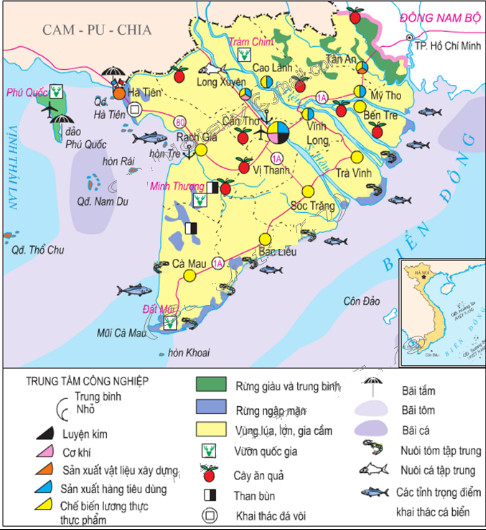 CAM - PU - CHIA
ĐÔNG NAM BỘ
TP. Hồ Chí Minh
Tràm Chim
Tân An
Cao Lãnh
Long Xuyên
1A
Phú Quốc
Hà Tiên
Qđ.
Hà Tiên
Mỹ Tho
Bến Tre
đảo
Phú Quốc
80
Cần Thơ
Vĩnh
Long
Rạch Giá
hòn Tre
hòn Rái
1A
Vị Thanh
Trà Vinh
VỊNH THÁI LAN
Qđ. Nam Du
Minh Thượng
Sóc Trăng
Qđ. Thổ Chu
Bạc Liêu
1A
Cà Mau
BIỂN ĐÔNG
Côn Đảo
Đất Mũi
Mũi Cà Mau
hòn Khoai
HÀ NỘI
TRUNG TÂM CÔNG NGHIỆP
Trung bình
Nhỏ
Luyện kim
Cơ khí
Sản xuất vật liệu xây dựng
Sản xuất hàng tiêu dùng
Chế biến lương thực
thực phẩm
Rừng giàu và trung bình
Rừng ngập mặn
Vùng lúa, lợn, gia cầm
Vườn quốc gia
Cây ăn quả
Than bùn
Khai thác đá vôi
Bãi tắm
Bãi tôm
Bãi cá
Nuôi tôm tập trung
Nuôi cá tập trung
Các tỉnh trọng điểm
khai thác cá biển